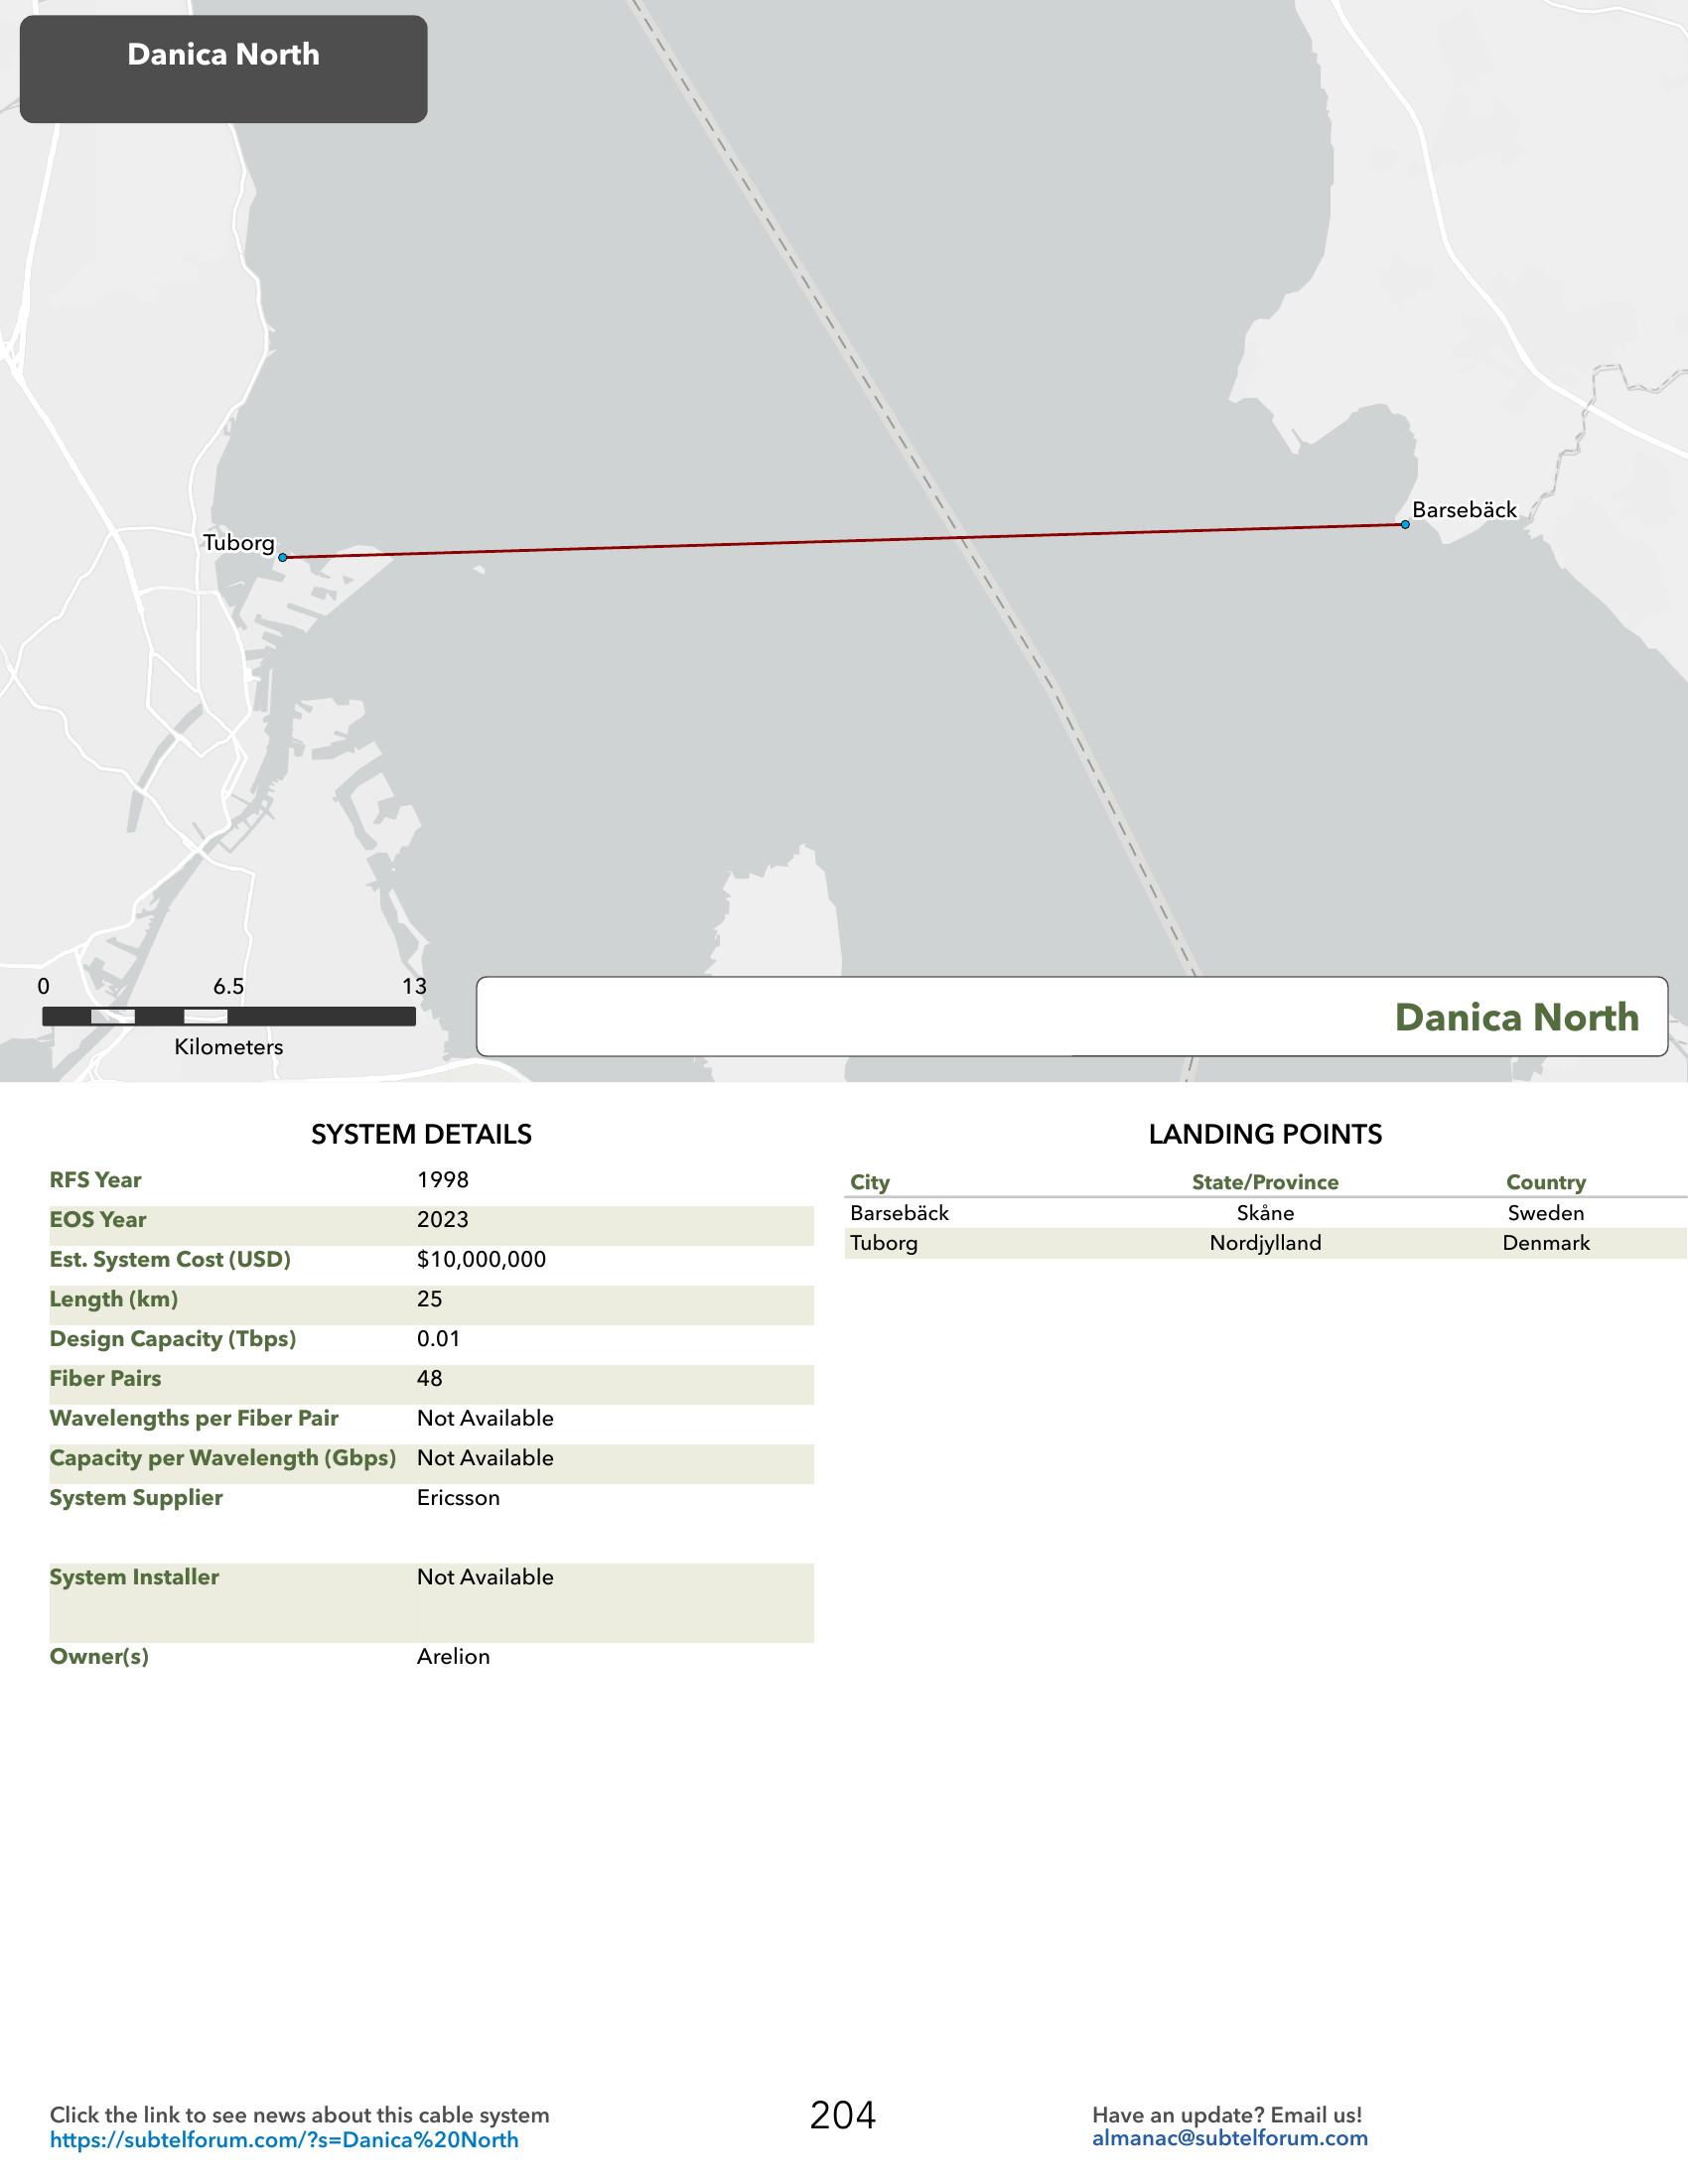 Danica North
Tuborg
Barsebäck
0 6.5 13
Kilometers
Danica North
SYSTEM DETAILS
RFS Year 1998
EOS Year 2023
Est. System Cost (USD) $10,000,000
Length (km) 25
Design Capacity (Tbps) 0.01
Fiber Pairs 48
Wavelengths per Fiber Pair Not Available
Capacity per Wavelength (Gbps) Not Available
System Supplier Ericsson
System Installer Not Available
Owner(s) Arelion
LANDING POINTS
City State/Province Country
Barsebäck Skåne Sweden
Tuborg Nordjylland Denmark
Click the link to see news about this cable system
https://subtelforum.com/?s=Danica%20North
204
Have an update? Email us!
almanac@subtelforum.com